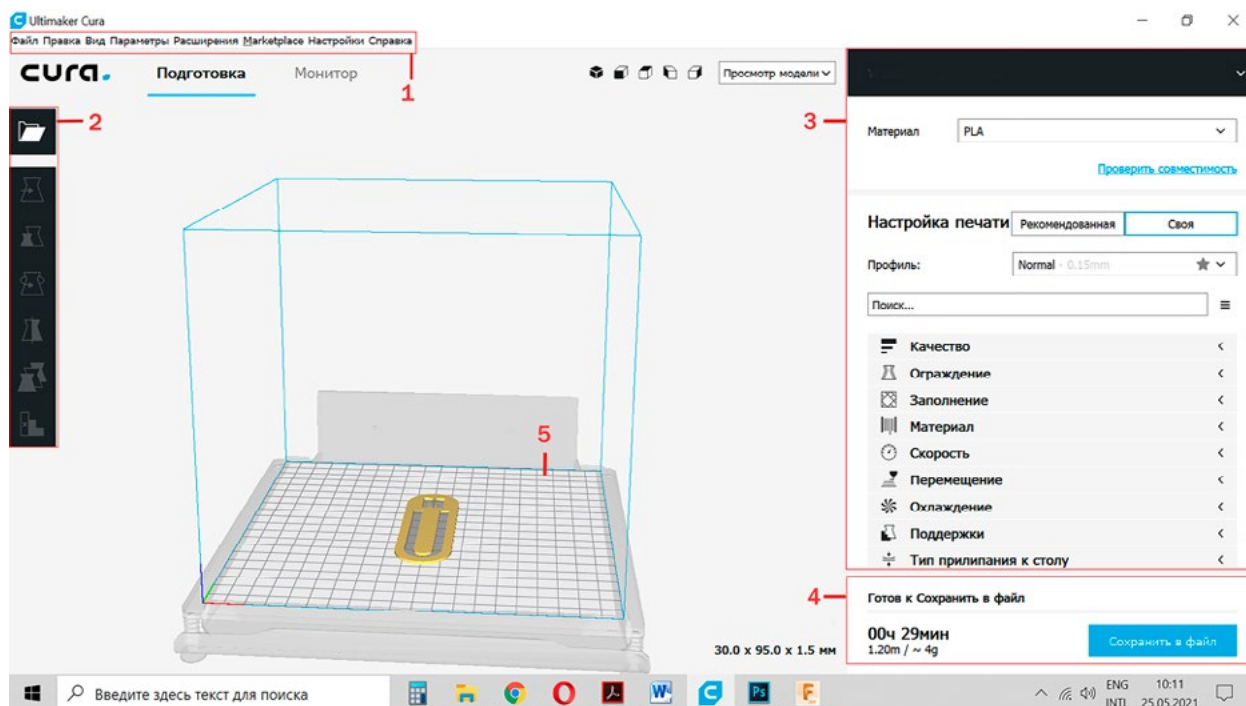 Ultimaker Cura
Файл Правка Вид Параметры Расширения Marketplace Настройки Справка
1
cura.
Подготовка
Монитор
Просмотр модели
2
3
Материал
PLA
Проверить совместимость
Настройка печати
Рекомендованная
Своя
Профиль:
Normal - 0.15mm
Поиск...
Качество
Ограждение
Заполнение
Материал
Скорость
Перемещение
Охлаждение
Поддержки
Тип прилипания к столу
5
4
Готов к Сохранить в файл
00ч 29мин
1.20m / ~ 4g
Сохранить в файл
30.0 x 95.0 x 1.5 мм
Введите здесь текст для поиска
W
Ps
F
ENG
INTL
10:11
25.05.2021